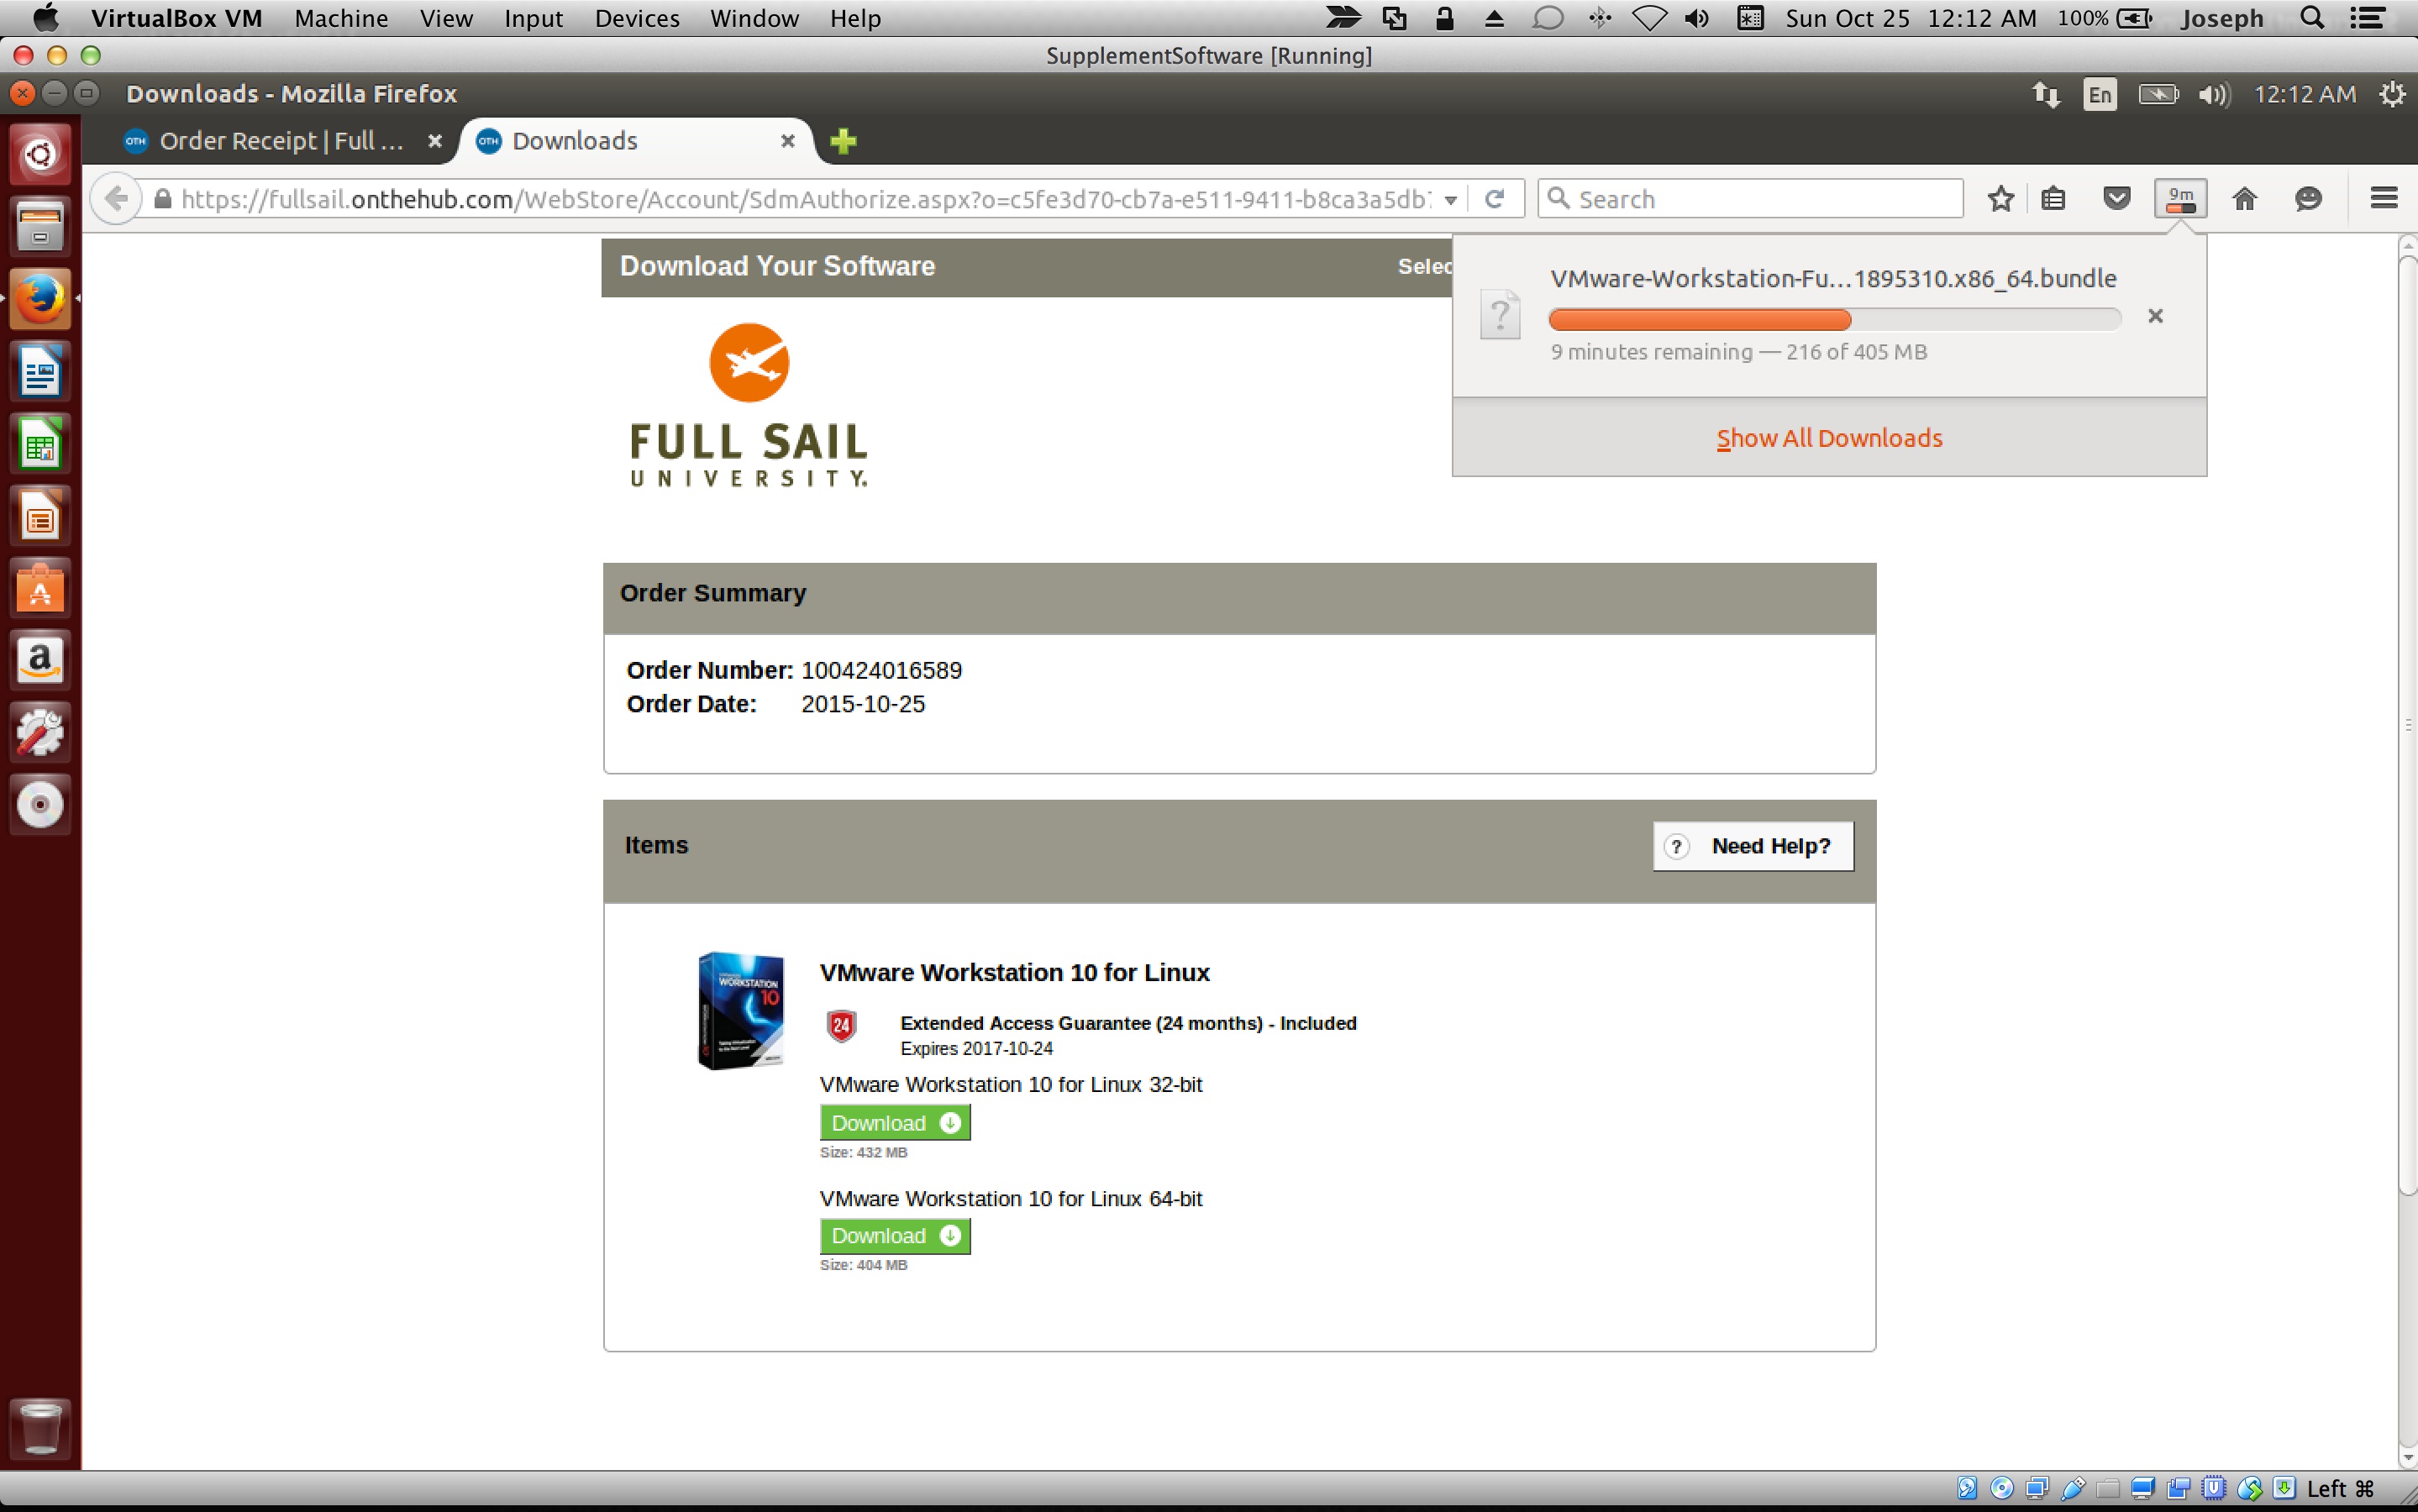 VirtualBox VM Machine View Input Devices Window Help Sun Oct 25 12:12 AM 100% Joseph
SupplementSoftware [Running]
Downloads - Mozilla Firefox En 12:12 AM
OTH Order Receipt | Full ... OTH Downloads
https://fullsail.onthehub.com/WebStore/Account/SdmAuthorize.aspx?o=c5fe3d70-cb7a-e511-9411-b8ca3a5db Search 9m
Download Your Software Selec
VMware-Workstation-Fu...1895310.x86_64.bundle
9 minutes remaining — 216 of 405 MB
Show All Downloads
FULL SAIL
UNIVERSITY.
Order Summary
Order Number: 100424016589
Order Date: 2015-10-25
Items
? Need Help?
WORKSTATION
10
VMware Workstation 10 for Linux
24 Extended Access Guarantee (24 months) - Included
Expires 2017-10-24
VMware Workstation 10 for Linux 32-bit
Download
Size: 432 MB
VMware Workstation 10 for Linux 64-bit
Download
Size: 404 MB
Left ⌘